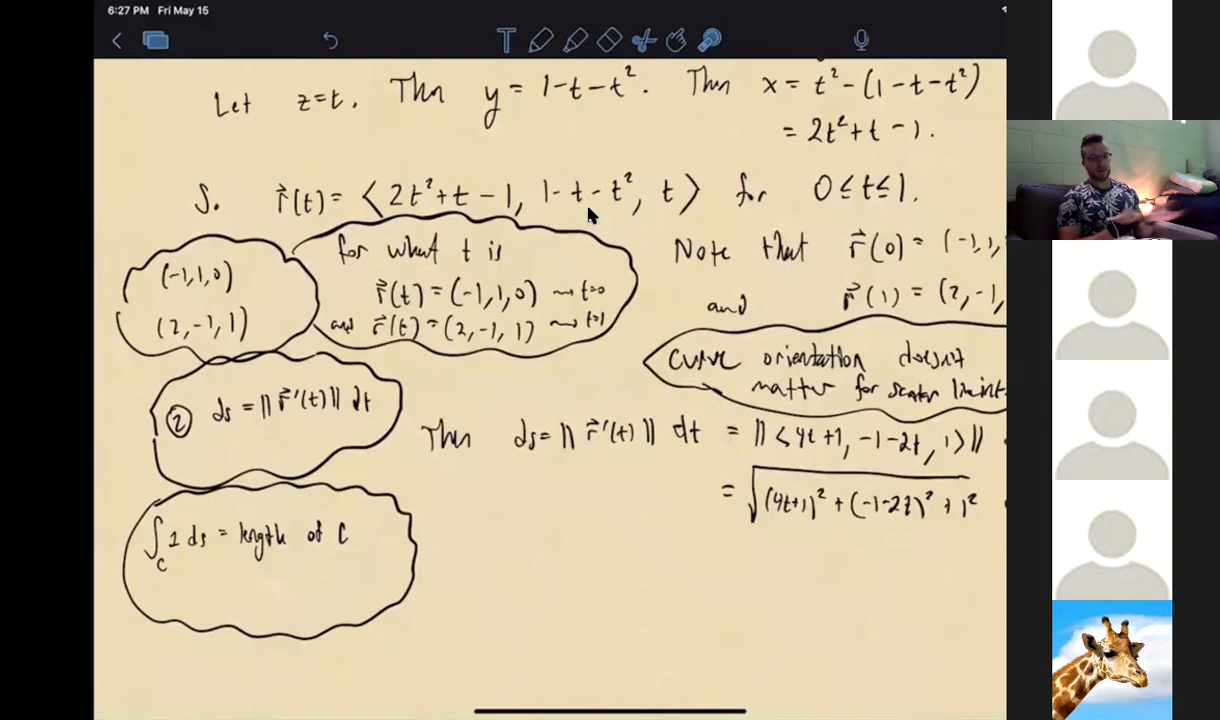 6:27 PM Fri May 15
T
Let z=t. Then y = 1-t-t². Then x = t² - (1-t-t²)
= 2t²+t-1.
So r⃗(t) = ⟨2t²+t-1, 1-t-t², t⟩ for 0≤t≤1.
(-1,1,0)
(2,-1,1)
for what t is
r⃗(t) = (-1,1,0) ⇝ t=0
and r⃗(t) = (2,-1,1) ⇝ t=1
Note that r⃗(0) = (-1,1,
and r⃗(1) = (2,-1,
curve orientation doesn't
matter for scalar line int
② ds = ||r⃗'(t)|| dt
Then ds = ||r⃗'(t)|| dt = ||⟨4t+1, -1-2t, 1⟩||
= √((4t+1)² + (-1-2t)² + 1²
∫_C 1 ds = length of C